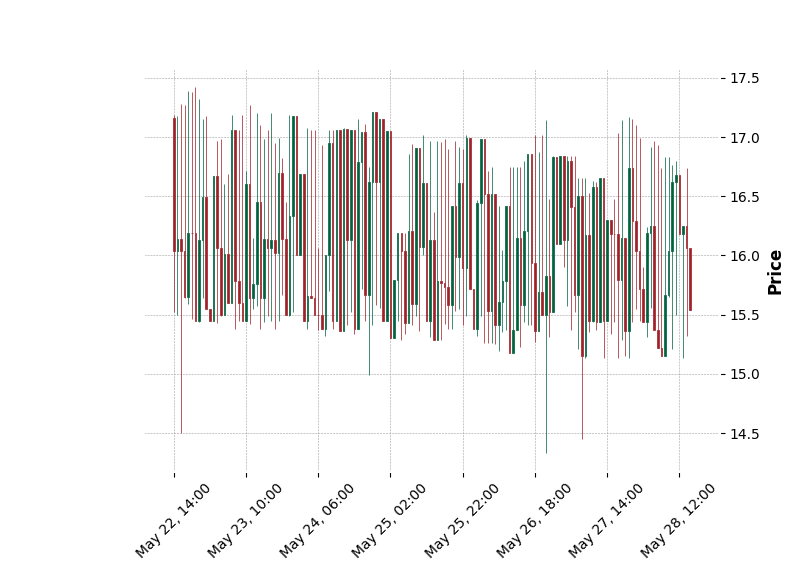 17.5
17.0
16.5
16.0
15.5
15.0
14.5
Price
May 22, 14:00
May 23, 10:00
May 24, 06:00
May 25, 02:00
May 25, 22:00
May 26, 18:00
May 27, 14:00
May 28, 12:00